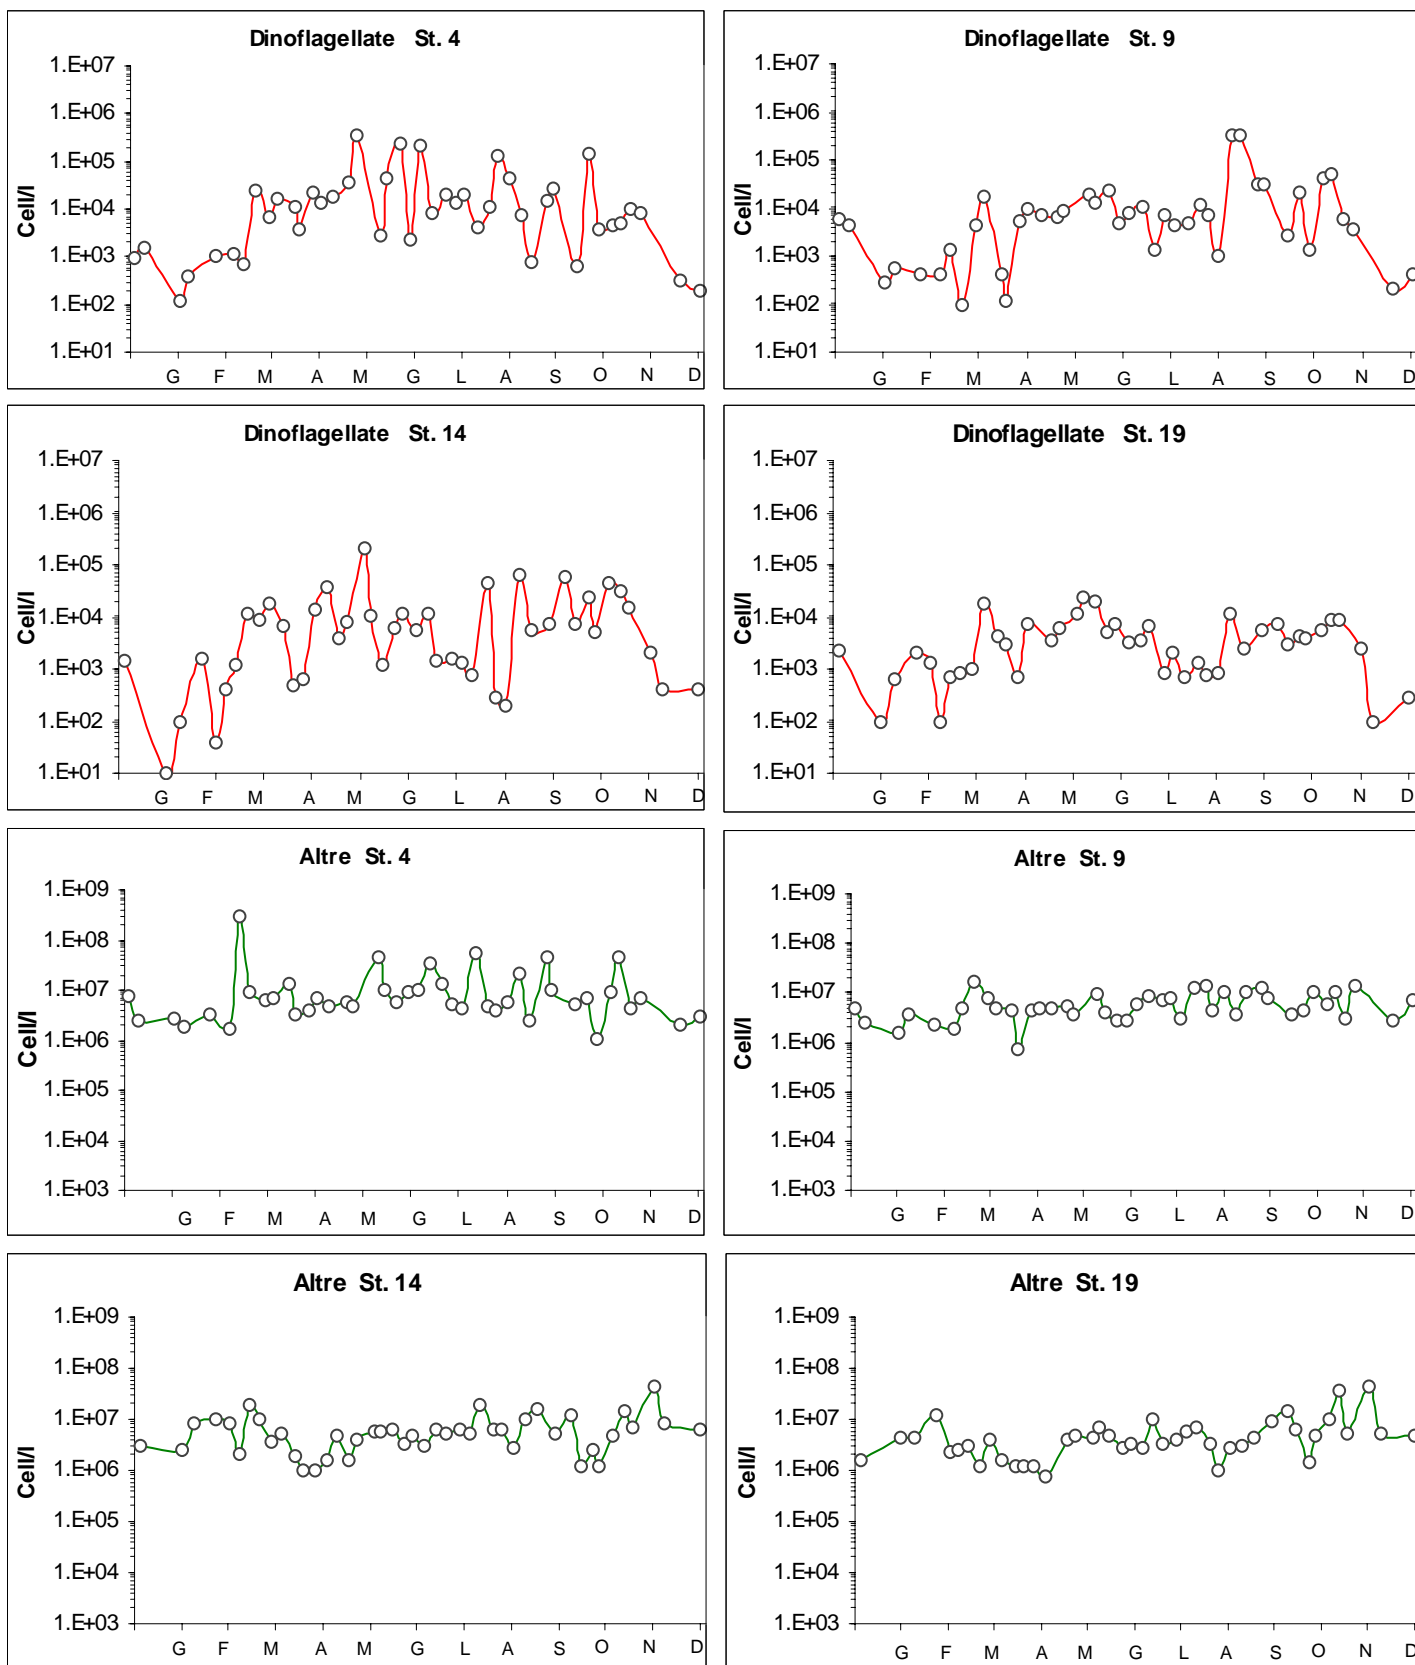 Dinoflagellate St. 4
1.E+07
1.E+06
1.E+05
1.E+04
1.E+03
1.E+02
1.E+01
Cell/l
G F M A M G L A S O N D
Dinoflagellate St. 9
1.E+07
1.E+06
1.E+05
1.E+04
1.E+03
1.E+02
1.E+01
G F M A M G L A S O N D
Dinoflagellate St. 14
1.E+07
1.E+06
1.E+05
1.E+04
1.E+03
1.E+02
1.E+01
Cell/l
G F M A M G L A S O N D
Dinoflagellate St. 19
1.E+07
1.E+06
1.E+05
1.E+04
1.E+03
1.E+02
1.E+01
Cell/l
G F M A M G L A S O N D
Altre St. 4
1.E+09
1.E+08
1.E+07
1.E+06
1.E+05
1.E+04
1.E+03
Cell/l
G F M A M G L A S O N D
Altre St. 9
1.E+09
1.E+08
1.E+07
1.E+06
1.E+05
1.E+04
1.E+03
G F M A M G L A S O N D
Altre St. 14
1.E+09
1.E+08
1.E+07
1.E+06
1.E+05
1.E+04
1.E+03
Cell/l
G F M A M G L A S O N D
Altre St. 19
1.E+09
1.E+08
1.E+07
1.E+06
1.E+05
1.E+04
1.E+03
Cell/l
G F M A M G L A S O N D